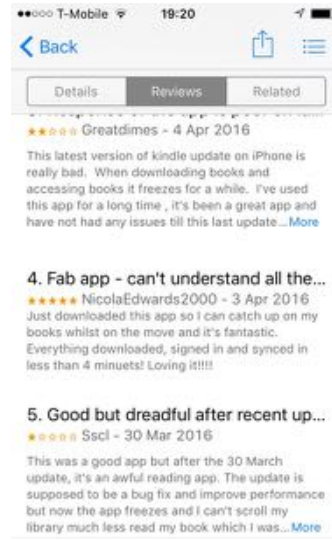 T-Mobile 19:20
Back
Details Reviews Related
Greatdimes - 4 Apr 2016
This latest version of kindle update on iPhone is
really bad. When downloading books and
accessing books it freezes for a while. I've used
this app for a long time , it's been a great app and
have not had any issues till this last update...More
4. Fab app - can't understand all the...
NicolaEdwards2000 - 3 Apr 2016
Just downloaded this app so I can catch up on my
books whilst on the move and it's fantastic.
Everything downloaded, signed in and synced in
less than 4 minuets! Loving it!!!!
5. Good but dreadful after recent up...
Sscl - 30 Mar 2016
This was a good app but after the 30 March
update, it's an awful reading app. The update is
supposed to be a bug fix and improve performance
but now the app freezes and I can't scroll my
library much less read my book which I was... More